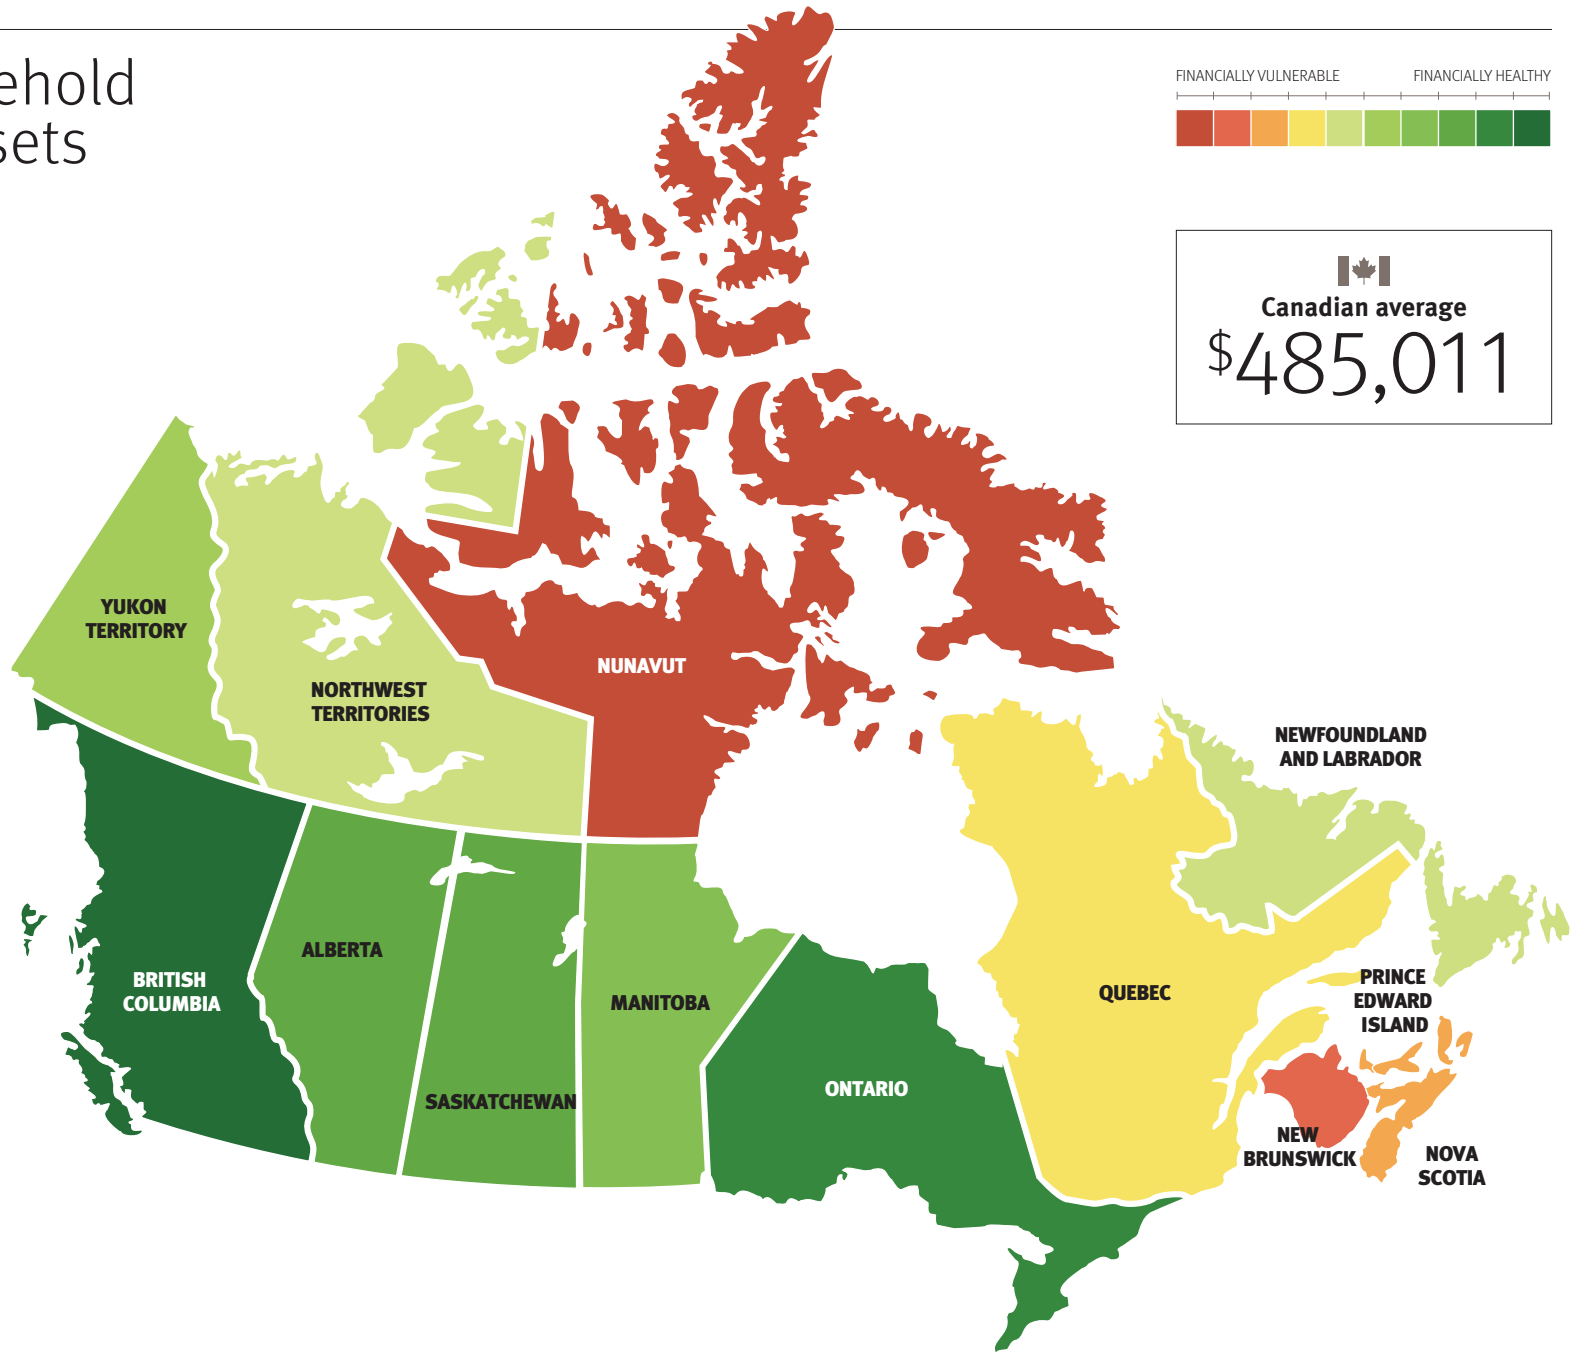 ehold
sets
FINANCIALLY VULNERABLE FINANCIALLY HEALTHY
Canadian average
$485,011
YUKON
TERRITORY
NORTHWEST
TERRITORIES
NUNAVUT
NEWFOUNDLAND
AND LABRADOR
BRITISH
COLUMBIA
ALBERTA
SASKATCHEWAN
MANITOBA
ONTARIO
QUEBEC
PRINCE
EDWARD
ISLAND
NEW
BRUNSWICK
NOVA
SCOTIA